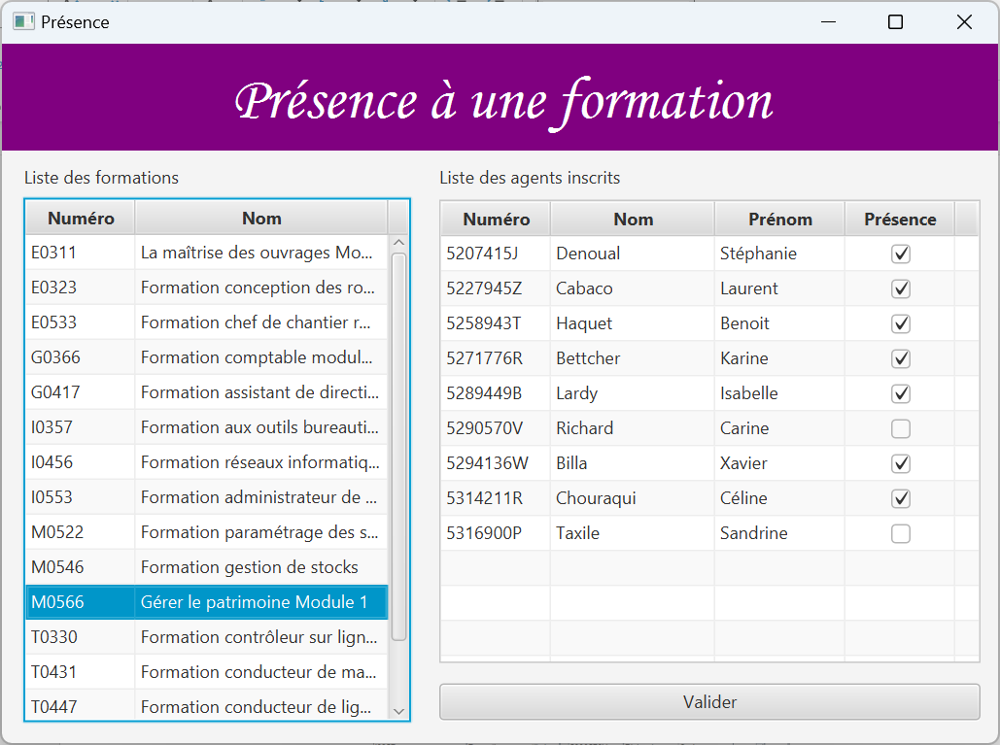 Présence
Présence à une formation
Liste des formations
Numéro Nom
E0311 La maîtrise des ouvrages Mo...
E0323 Formation conception des ro...
E0533 Formation chef de chantier r...
G0366 Formation comptable modul...
G0417 Formation assistant de directi...
I0357 Formation aux outils bureauti...
I0456 Formation réseaux informatiq...
I0553 Formation administrateur de ...
M0522 Formation paramétrage des s...
M0546 Formation gestion de stocks
M0566 Gérer le patrimoine Module 1
T0330 Formation contrôleur sur lign...
T0431 Formation conducteur de ma...
T0447 Formation conducteur de lig...
Liste des agents inscrits
Numéro Nom Prénom Présence
5207415J Denoual Stéphanie
5227945Z Cabaco Laurent
5258943T Haquet Benoit
5271776R Bettcher Karine
5289449B Lardy Isabelle
5290570V Richard Carine
5294136W Billa Xavier
5314211R Chouraqui Céline
5316900P Taxile Sandrine
Valider